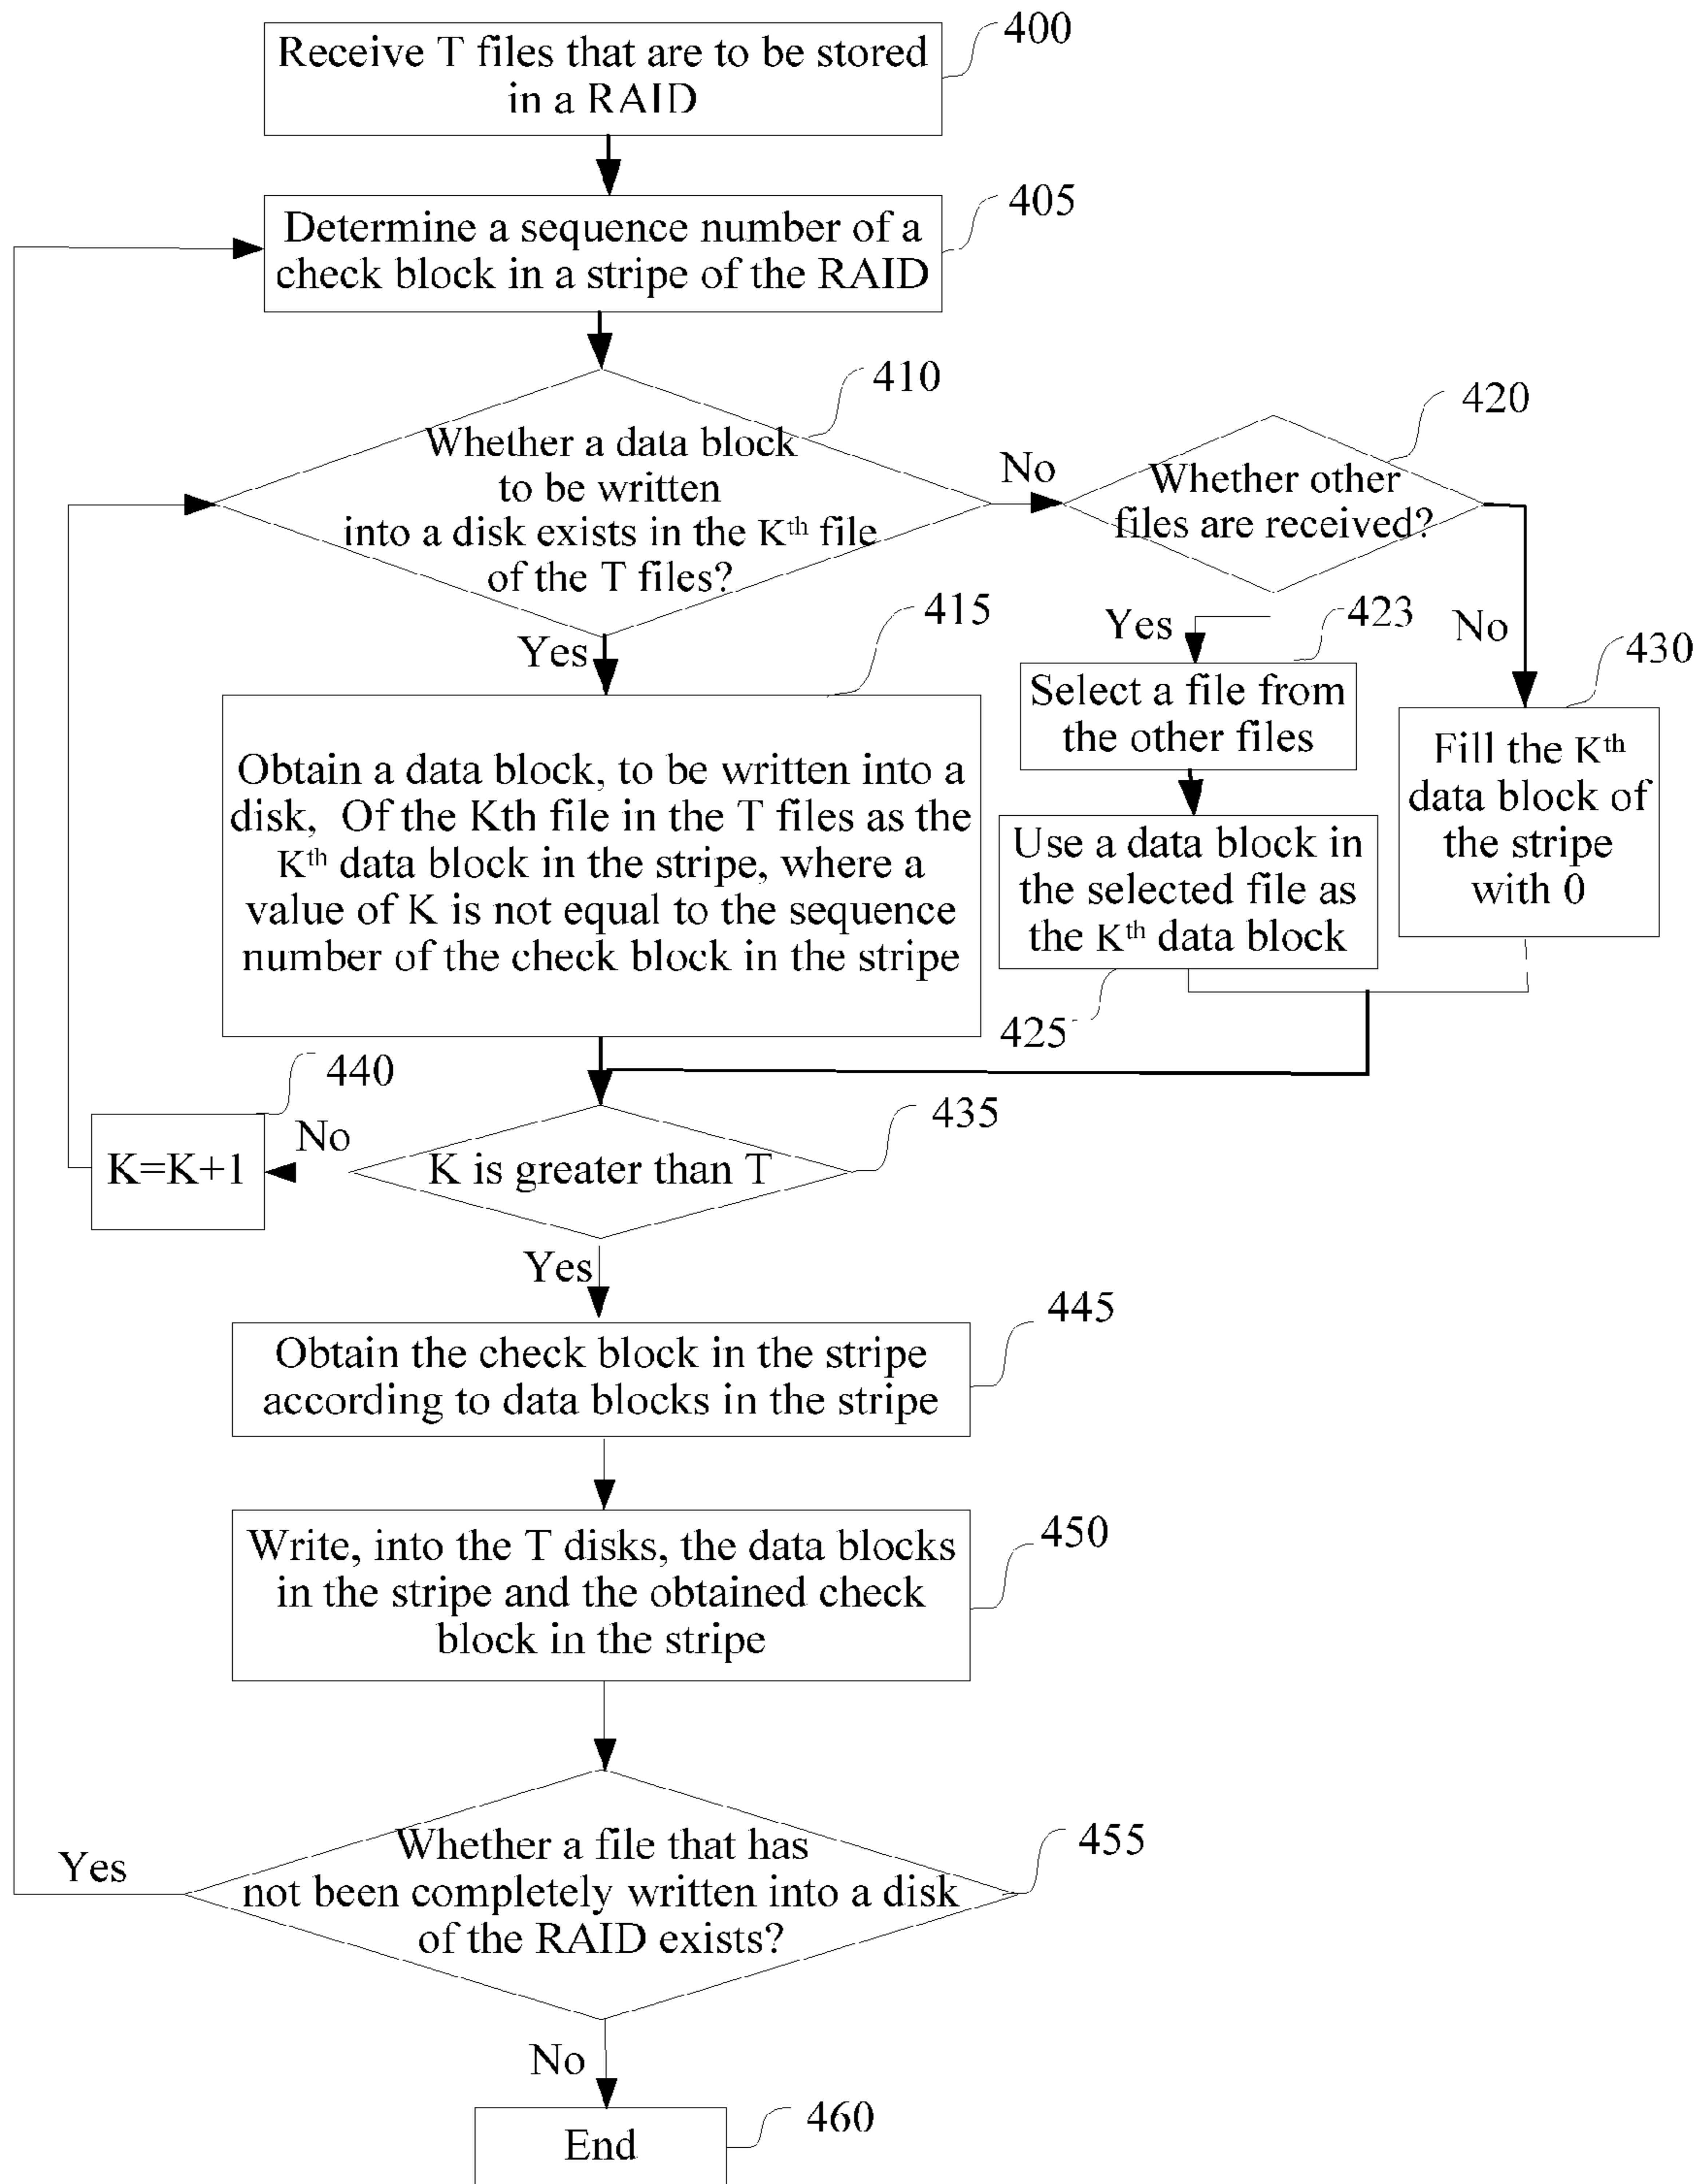 400
Receive T files that are to be stored
in a RAID
405
Determine a sequence number of a
check block in a stripe of the RAID
410
Whether a data block
to be written
into a disk exists in the Kth file
of the T files?
No
420
Whether other
files are received?
Yes
415
Yes
423
No
430
Select a file from
the other files
Obtain a data block, to be written into a
disk, Of the Kth file in the T files as the
Kth data block in the stripe, where a
value of K is not equal to the sequence
number of the check block in the stripe
Use a data block in
the selected file as
the Kth data block
425
Fill the Kth
data block of
the stripe
with 0
440
K=K+1
No
435
K is greater than T
Yes
445
Obtain the check block in the stripe
according to data blocks in the stripe
450
Write, into the T disks, the data blocks
in the stripe and the obtained check
block in the stripe
455
Yes
Whether a file that has
not been completely written into a disk
of the RAID exists?
No
460
End